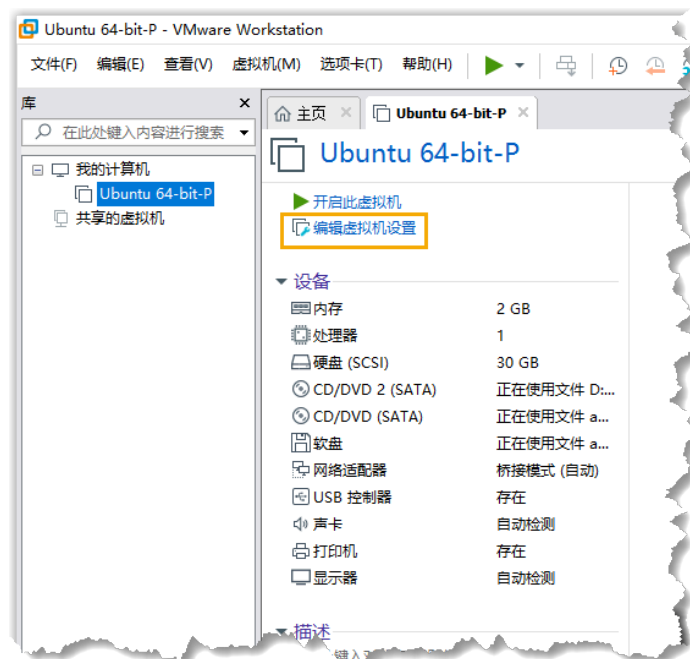 Ubuntu 64-bit-P - VMware Workstation
文件(F) 编辑(E) 查看(V) 虚拟机(M) 选项卡(T) 帮助(H)
库
在此处键入内容进行搜索
我的计算机
Ubuntu 64-bit-P
共享的虚拟机
主页 Ubuntu 64-bit-P
Ubuntu 64-bit-P
开启此虚拟机
编辑虚拟机设置
设备
内存 2 GB
处理器 1
硬盘 (SCSI) 30 GB
CD/DVD 2 (SATA) 正在使用文件 D:...
CD/DVD (SATA) 正在使用文件 a...
软盘 正在使用文件 a...
网络适配器 桥接模式 (自动)
USB 控制器 存在
声卡 自动检测
打印机 存在
显示器 自动检测
描述